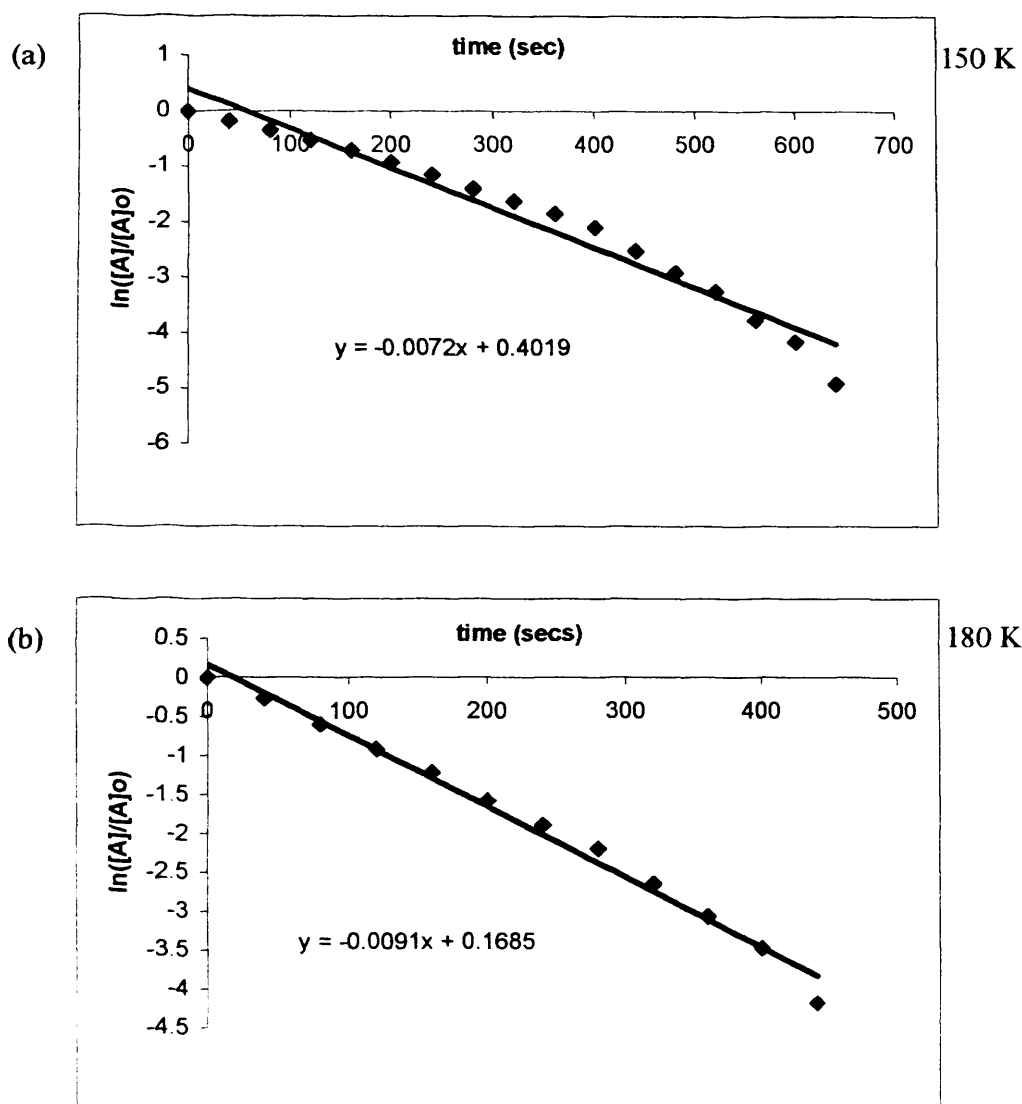 (a)
time (sec)
150 K
1
0
-1
-2
-3
-4
-5
-6
0 100 200 300 400 500 600 700
ln([A]/[A]o)
y = -0.0072x + 0.4019
(b)
time (secs)
180 K
0.5
0
-0.5
-1
-1.5
-2
-2.5
-3
-3.5
-4
-4.5
0 100 200 300 400 500
ln([A]/[A]o)
y = -0.0091x + 0.1685